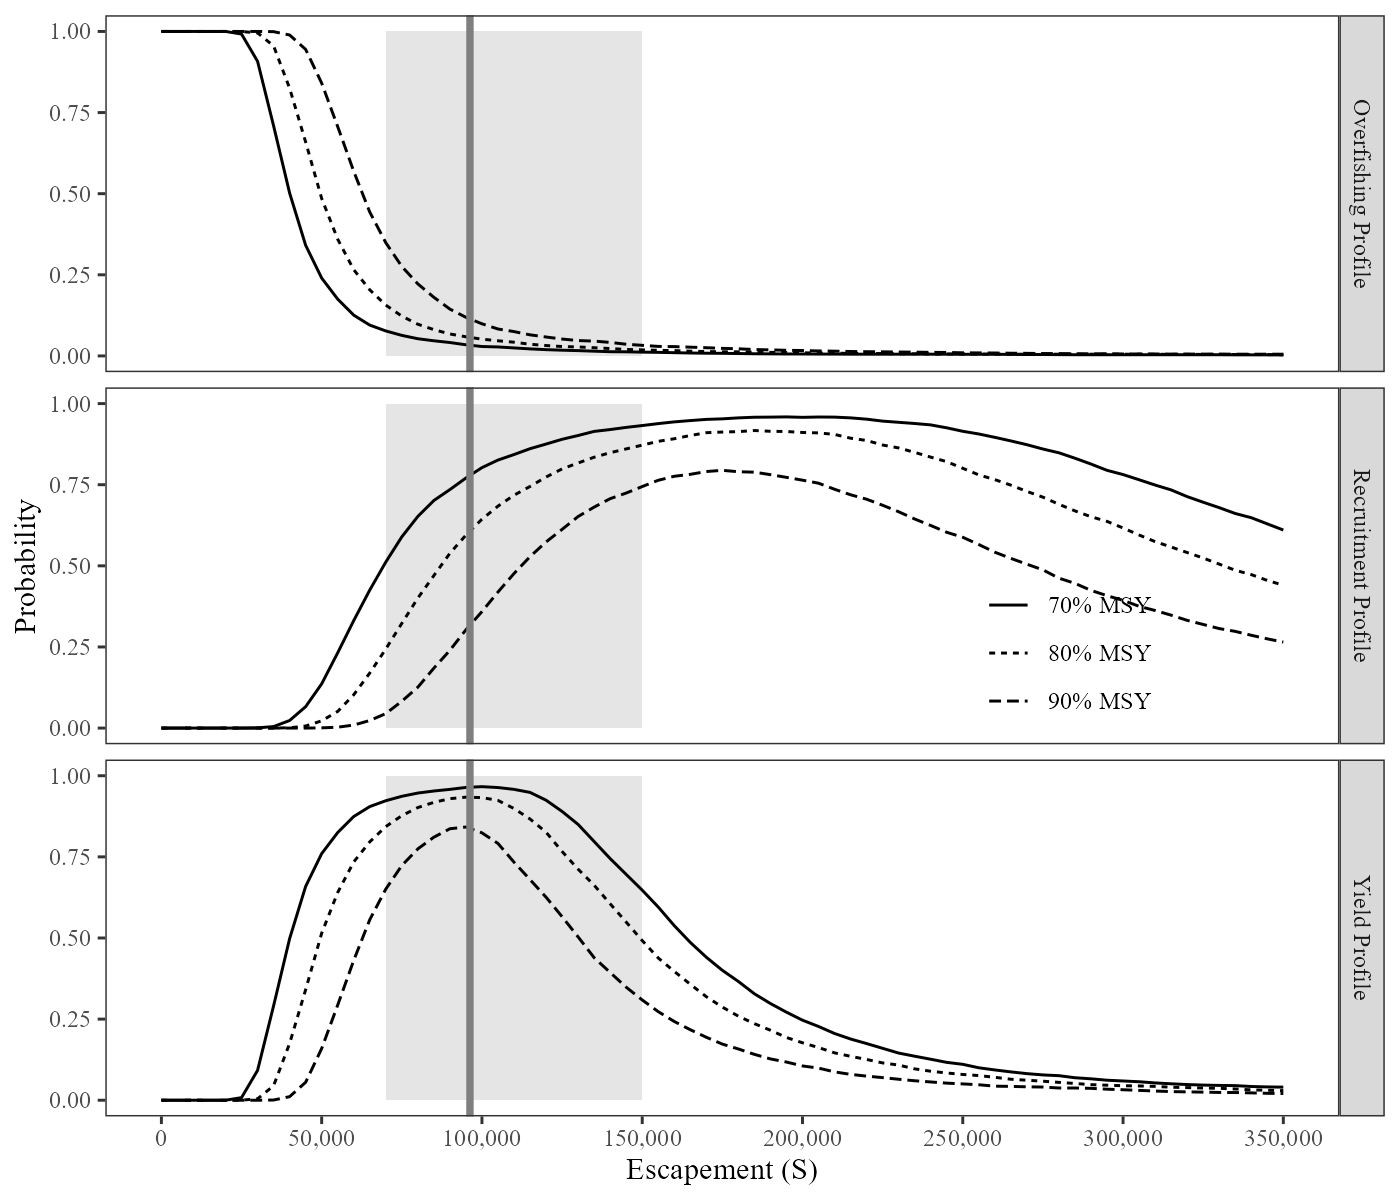 1.00
0.75
0.50
0.25
0.00
Overfishing Profile
1.00
0.75
0.50
0.25
0.00
Recruitment Profile
70% MSY
80% MSY
90% MSY
Probability
1.00
0.75
0.50
0.25
0.00
Yield Profile
0 50,000 100,000 150,000 200,000 250,000 300,000 350,000
Escapement (S)